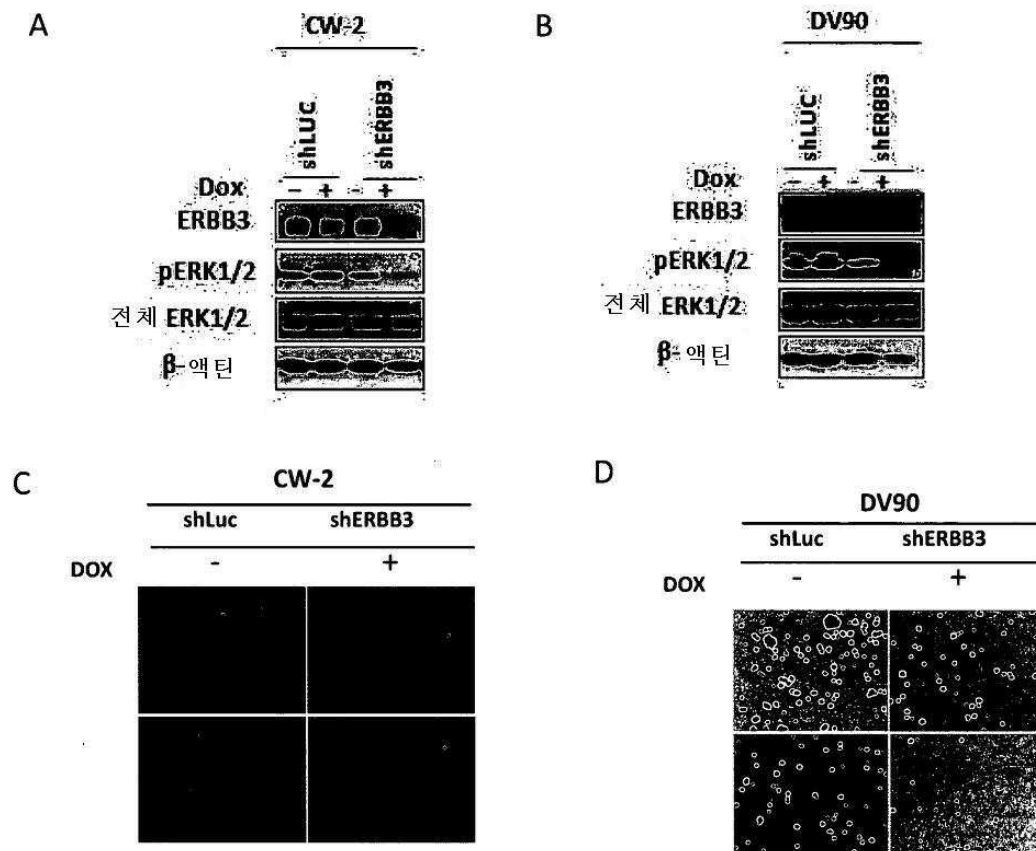 A
CW-2
shLUC
shERBB3
Dox
- + - +
ERBB3
pERK1/2
전체 ERK1/2
β-액틴
B
DV90
shLUC
shERBB3
Dox
- + - +
ERBB3
pERK1/2
전체 ERK1/2
β-액틴
C
CW-2
shLuc shERBB3
DOX - +
D
DV90
shLuc shERBB3
DOX - +